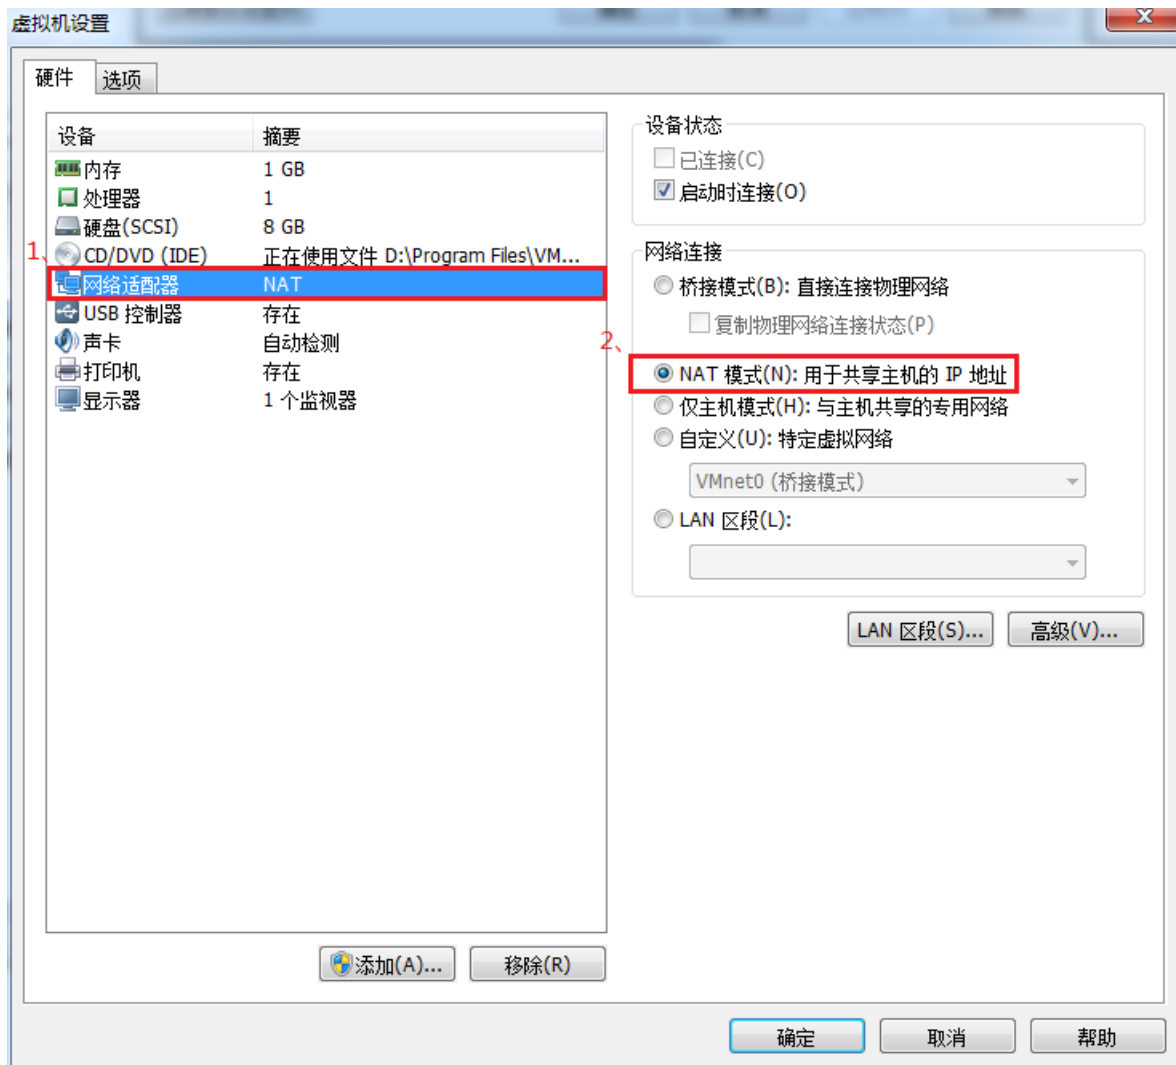 虚拟机设置
硬件 选项
设备 摘要
内存 1 GB
处理器 1
硬盘(SCSI) 8 GB
1、
CD/DVD (IDE) 正在使用文件 D:\Program Files\VM...
网络适配器 NAT
USB 控制器 存在
声卡 自动检测
打印机 存在
显示器 1 个监视器
添加(A)... 移除(R)
设备状态
已连接(C)
启动时连接(O)
网络连接
桥接模式(B): 直接连接物理网络
复制物理网络连接状态(P)
2、
NAT 模式(N): 用于共享主机的 IP 地址
仅主机模式(H): 与主机共享的专用网络
自定义(U): 特定虚拟网络
VMnet0 (桥接模式)
LAN 区段(L):
LAN 区段(S)... 高级(V)...
确定 取消 帮助